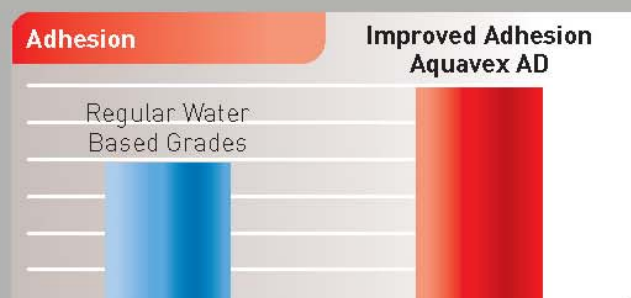 Adhesion
Improved Adhesion
Aquavex AD
Regular Water
Based Grades